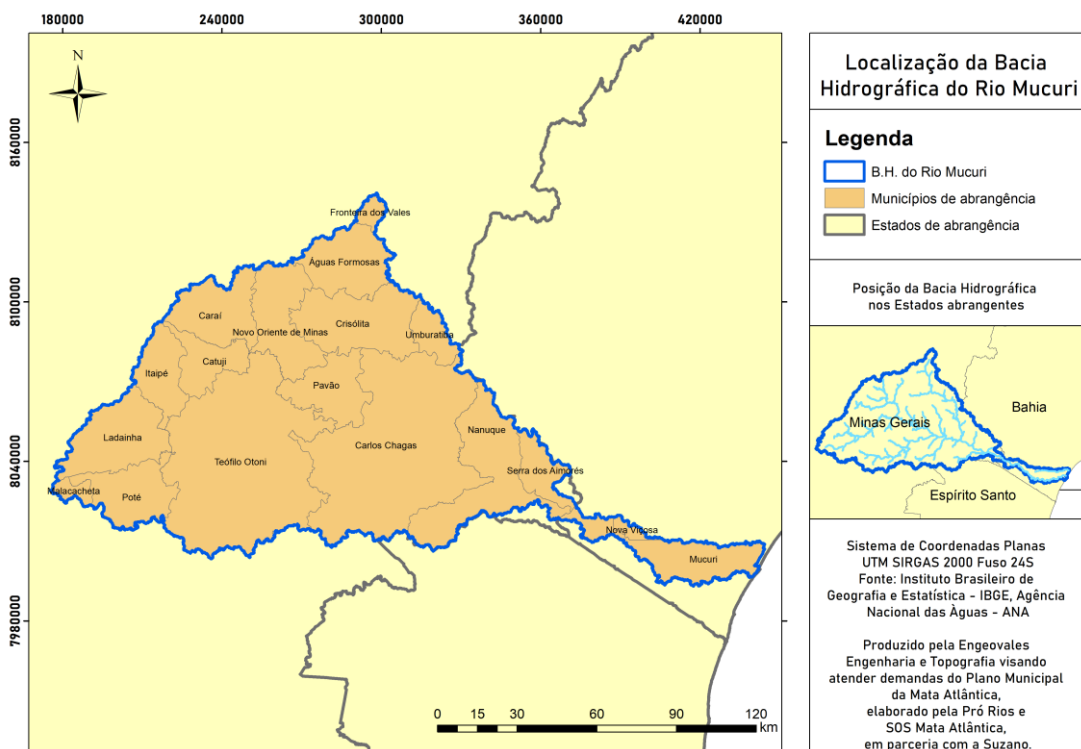 180000 240000 300000 360000 420000
N
8160000
8100000
8040000
7980000
Fronteira dos Vales
Águas Formosas
Caraí
Novo Oriente de Minas
Crisólita
Umburatiba
Catuji
Itaipé
Pavão
Ladainha
Nanuque
Carlos Chagas
Teófilo Otoni
Serra dos Aimorés
Malacacheta
Poté
Nova Viçosa
Mucuri
0 15 30 60 90 120
km
Localização da Bacia
Hidrográfica do Rio Mucuri
Legenda
B.H. do Rio Mucuri
Municípios de abrangência
Estados de abrangência
Posição da Bacia Hidrográfica
nos Estados abrangentes
Bahia
Minas Gerais
Espírito Santo
Sistema de Coordenadas Planas
UTM SIRGAS 2000 Fuso 24S
Fonte: Instituto Brasileiro de
Geografia e Estatística - IBGE, Agência
Nacional das Àguas - ANA
Produzido pela Engeovales
Engenharia e Topografia visando
atender demandas do Plano Municipal
da Mata Atlântica,
elaborado pela Pró Rios e
SOS Mata Atlântica,
em parceria com a Suzano.